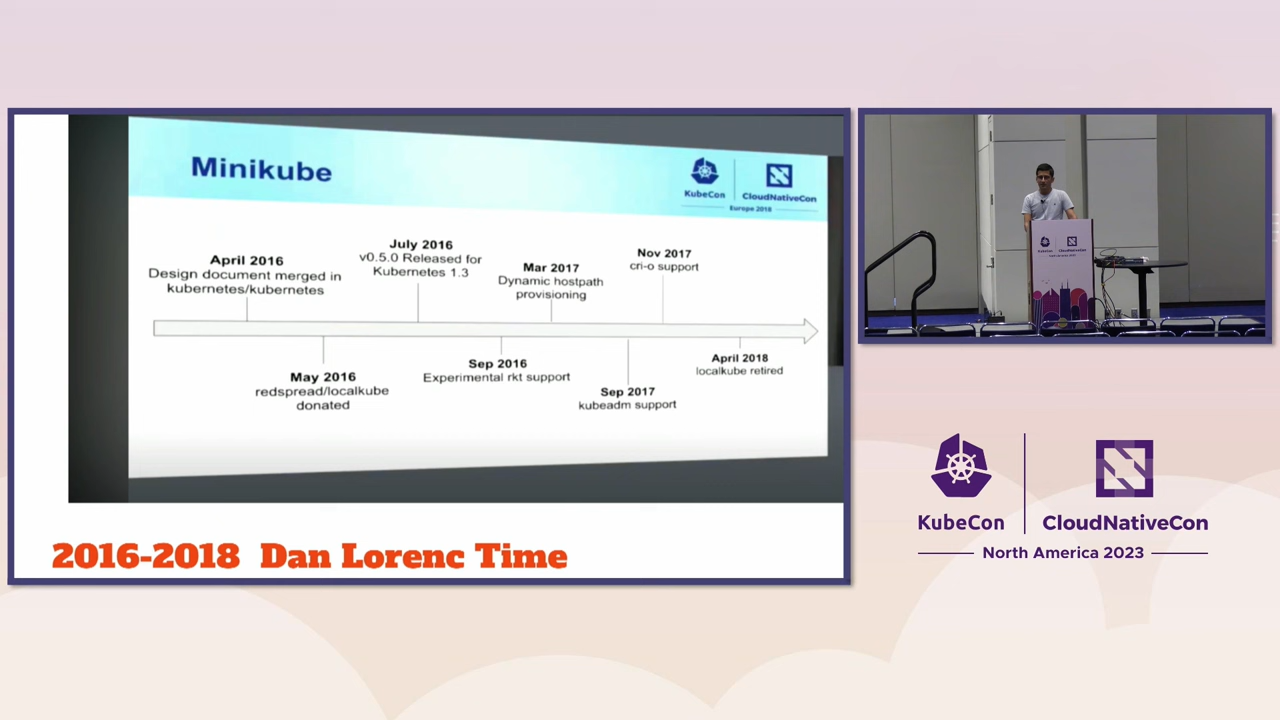 Minikube
KubeCon
CloudNativeCon
Europe 2018
April 2016
Design document merged in
kubernetes/kubernetes
July 2016
v0.5.0 Released for
Kubernetes 1.3
Mar 2017
Dynamic hostpath
provisioning
Nov 2017
cri-o support
May 2016
redspread/localkube
donated
Sep 2016
Experimental rkt support
Sep 2017
kubeadm support
April 2018
localkube retired
2016-2018 Dan Lorenc Time
KubeCon
CloudNativeCon
North America 2023